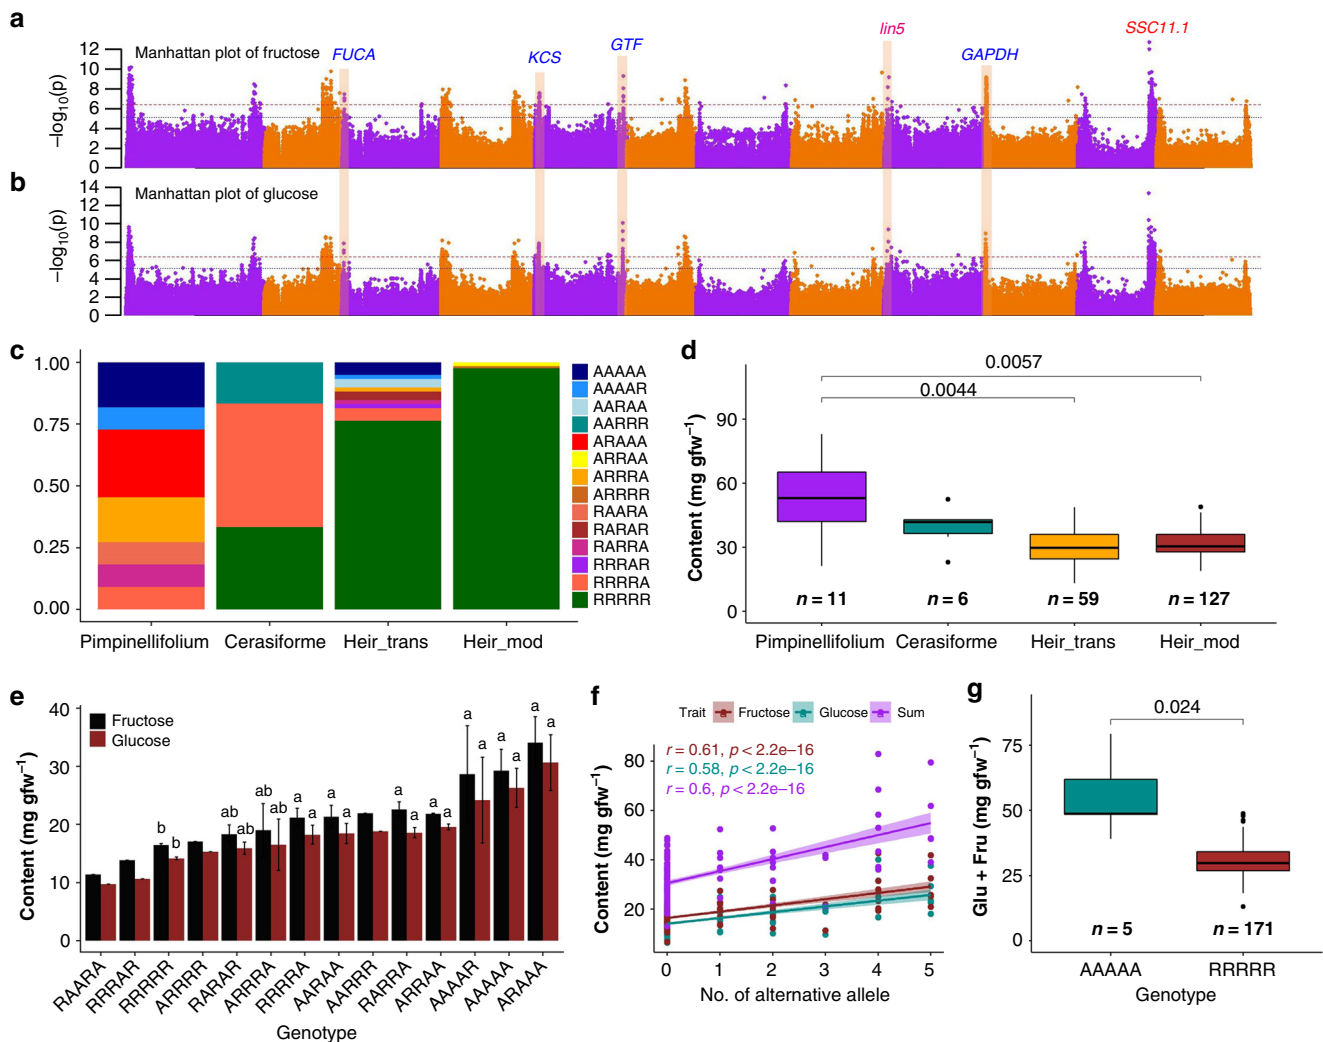 a
Manhattan plot of fructose
FUCA
KCS
GTF
lin5
GAPDH
SSC11.1
−log10(p)
12
10
8
6
4
2
0
b
Manhattan plot of glucose
−log10(p)
14
12
10
8
6
4
2
0
c
1.00
0.75
0.50
0.25
0.00
Pimpinellifolium
Cerasiforme
Heir_trans
Heir_mod
AAAAA
AAAAR
AARAA
AARRR
ARAAA
ARRAA
ARRRA
ARRRR
RAARA
RARAR
RARRA
RRRAR
RRRRA
RRRRR
d
Content (mg gfw−1)
90
60
30
0
0.0057
0.0044
n = 11
n = 6
n = 59
n = 127
Pimpinellifolium
Cerasiforme
Heir_trans
Heir_mod
e
Content (mg gfw−1)
40
30
20
10
0
Fructose
Glucose
b
b
ab
ab
ab
ab
a
a
a
a
a
a
a
a
a
a
a
a
a
a
RAARA
RRRAR
RRRRR
ARRRR
RARAR
ARRRA
RRRRA
AARAA
AARRR
RARRA
ARRAA
AAAAR
AAAAA
ARAAA
Genotype
f
Trait
Fructose
Glucose
Sum
r = 0.61, p < 2.2e−16
r = 0.58, p < 2.2e−16
r = 0.6, p < 2.2e−16
Content (mg gfw−1)
80
60
40
20
0
1
2
3
4
5
No. of alternative allele
g
Glu + Fru (mg gfw−1)
75
50
25
0
0.024
n = 5
n = 171
AAAAA
RRRRR
Genotype